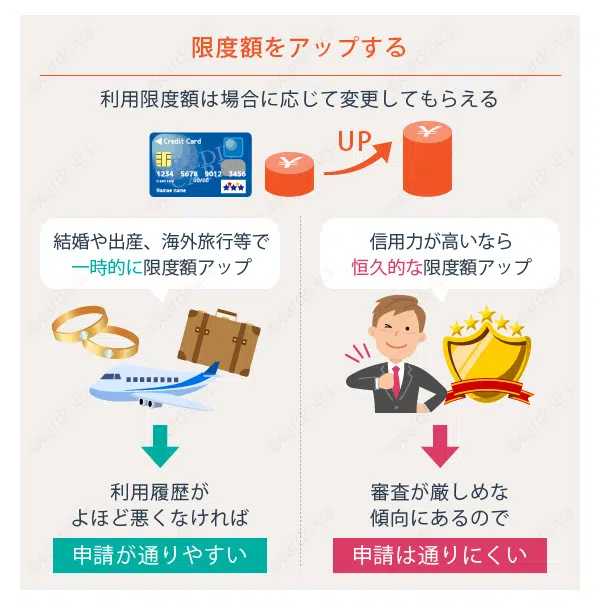 限度額をアップする
利用限度額は場合に応じて変更してもらえる
Credit Card
1234 5678 9012 3456
00/00
Namae name
UP
結婚や出産、海外旅行等で
一時的に限度額アップ
信用力が高いなら
恒久的な限度額アップ
利用履歴が
よほど悪くなければ
申請が通りやすい
審査が厳しめな
傾向にあるので
申請は通りにくい